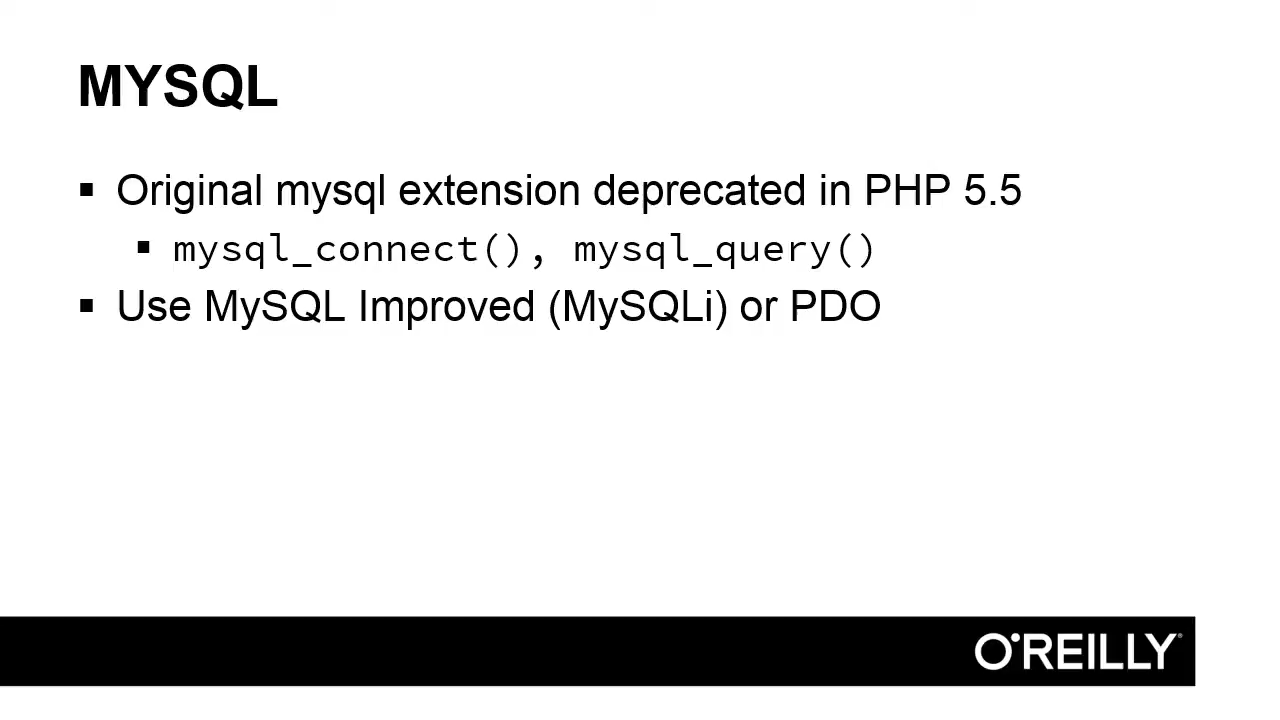 MYSQL
▪ Original mysql extension deprecated in PHP 5.5
▪ mysql_connect(), mysql_query()
▪ Use MySQL Improved (MySQLi) or PDO
O'REILLY®